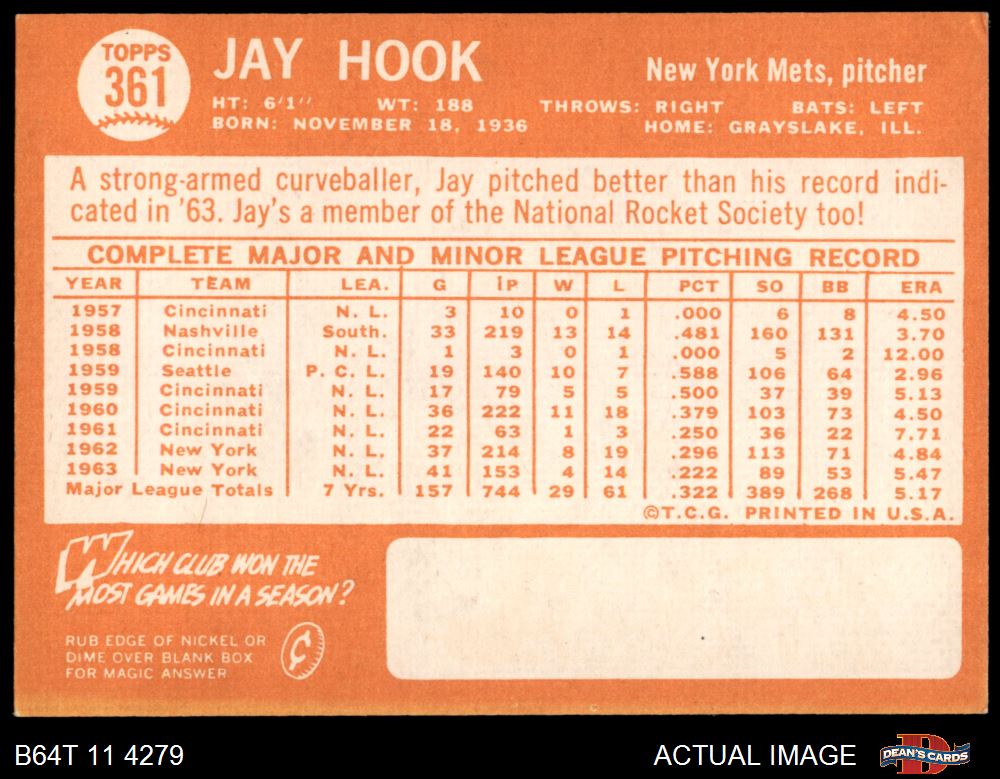 TOPPS
361
JAY HOOK
New York Mets, pitcher
HT: 6'1" WT: 188 THROWS: RIGHT BATS: LEFT
BORN: NOVEMBER 18, 1936 HOME: GRAYSLAKE, ILL.
A strong-armed curveballer, Jay pitched better than his record indi-
cated in '63. Jay's a member of the National Rocket Society too!
COMPLETE MAJOR AND MINOR LEAGUE PITCHING RECORD
YEAR TEAM LEA. G IP W L PCT SO BB ERA
1957 Cincinnati N. L. 3 10 0 1 .000 6 8 4.50
1958 Nashville South. 33 219 13 14 .481 160 131 3.70
1958 Cincinnati N. L. 1 3 0 1 .000 5 2 12.00
1959 Seattle P. C. L. 19 140 10 7 .588 106 64 2.96
1959 Cincinnati N. L. 17 79 5 5 .500 37 39 5.13
1960 Cincinnati N. L. 36 222 11 18 .379 103 73 4.50
1961 Cincinnati N. L. 22 63 1 3 .250 36 22 7.71
1962 New York N. L. 37 214 8 19 .296 113 71 4.84
1963 New York N. L. 41 153 4 14 .222 89 53 5.47
Major League Totals 7 Yrs. 157 744 29 61 .322 389 268 5.17
©T.C.G. PRINTED IN U.S.A.
WHICH CLUB WON THE
MOST GAMES IN A SEASON?
RUB EDGE OF NICKEL OR
DIME OVER BLANK BOX
FOR MAGIC ANSWER
¢
B64T 11 4279
ACTUAL IMAGE
D
DEAN'S CARDS